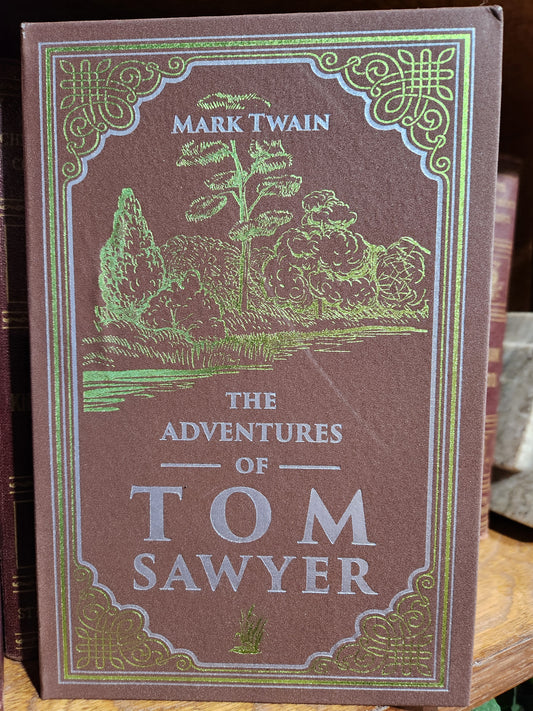 MARK TWAIN
THE
ADVENTURES
OF
TOM
SAWYER